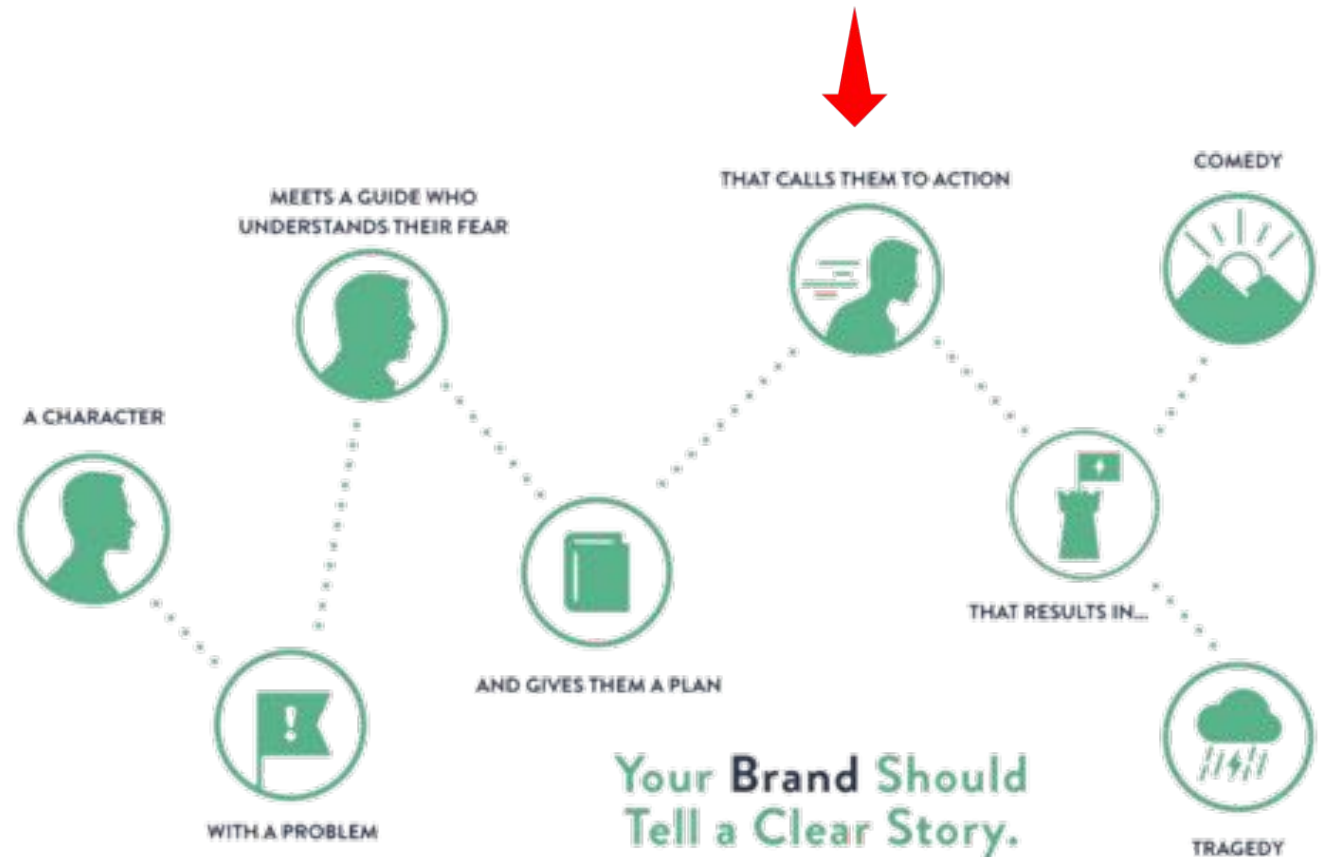 A CHARACTER
WITH A PROBLEM
MEETS A GUIDE WHO
UNDERSTANDS THEIR FEAR
AND GIVES THEM A PLAN
THAT CALLS THEM TO ACTION
THAT RESULTS IN...
COMEDY
TRAGEDY
Your Brand Should
Tell a Clear Story.